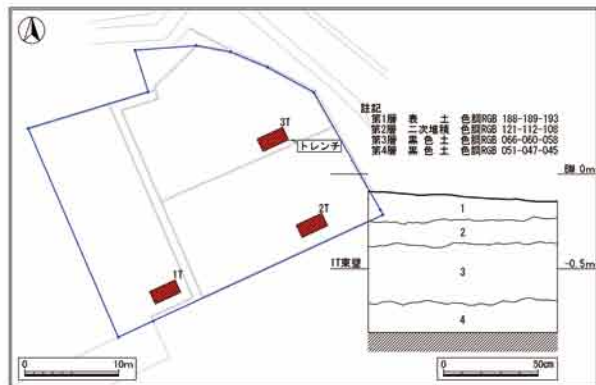 註記
第1層 表 土 色調RGB 188-189-193
第2層 二次堆積 色調RGB 121-112-108
第3層 黒色土 色調RGB 066-060-058
第4層 黒色土 色調RGB 051-047-045
3T
トレンチ
2T
1T
BM 0m
1T東壁
-0.5m
1
2
3
4
0 10m
0 50cm